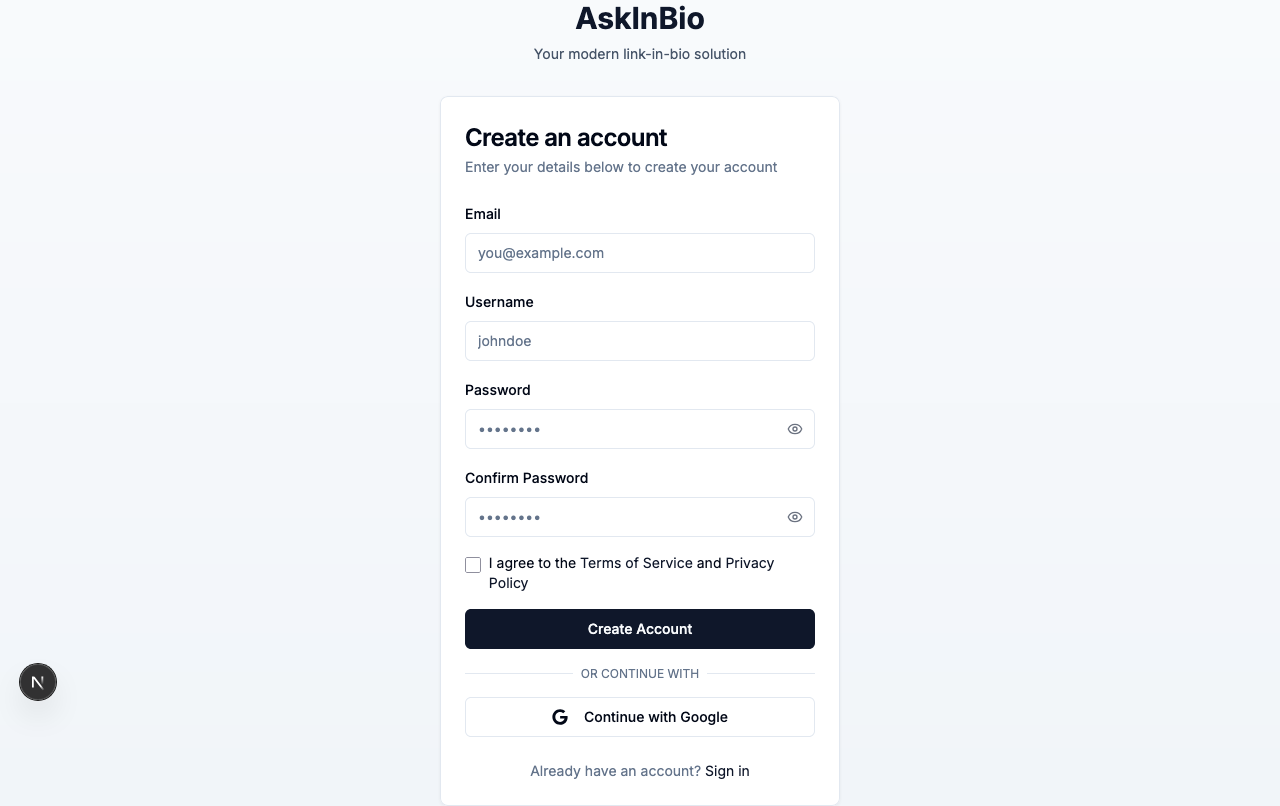 AskInBio
Your modern link-in-bio solution
Create an account
Enter your details below to create your account
Email
you@example.com
Username
johndoe
Password
••••••••
Confirm Password
••••••••
I agree to the Terms of Service and Privacy
Policy
Create Account
OR CONTINUE WITH
G Continue with Google
Already have an account? Sign in
N